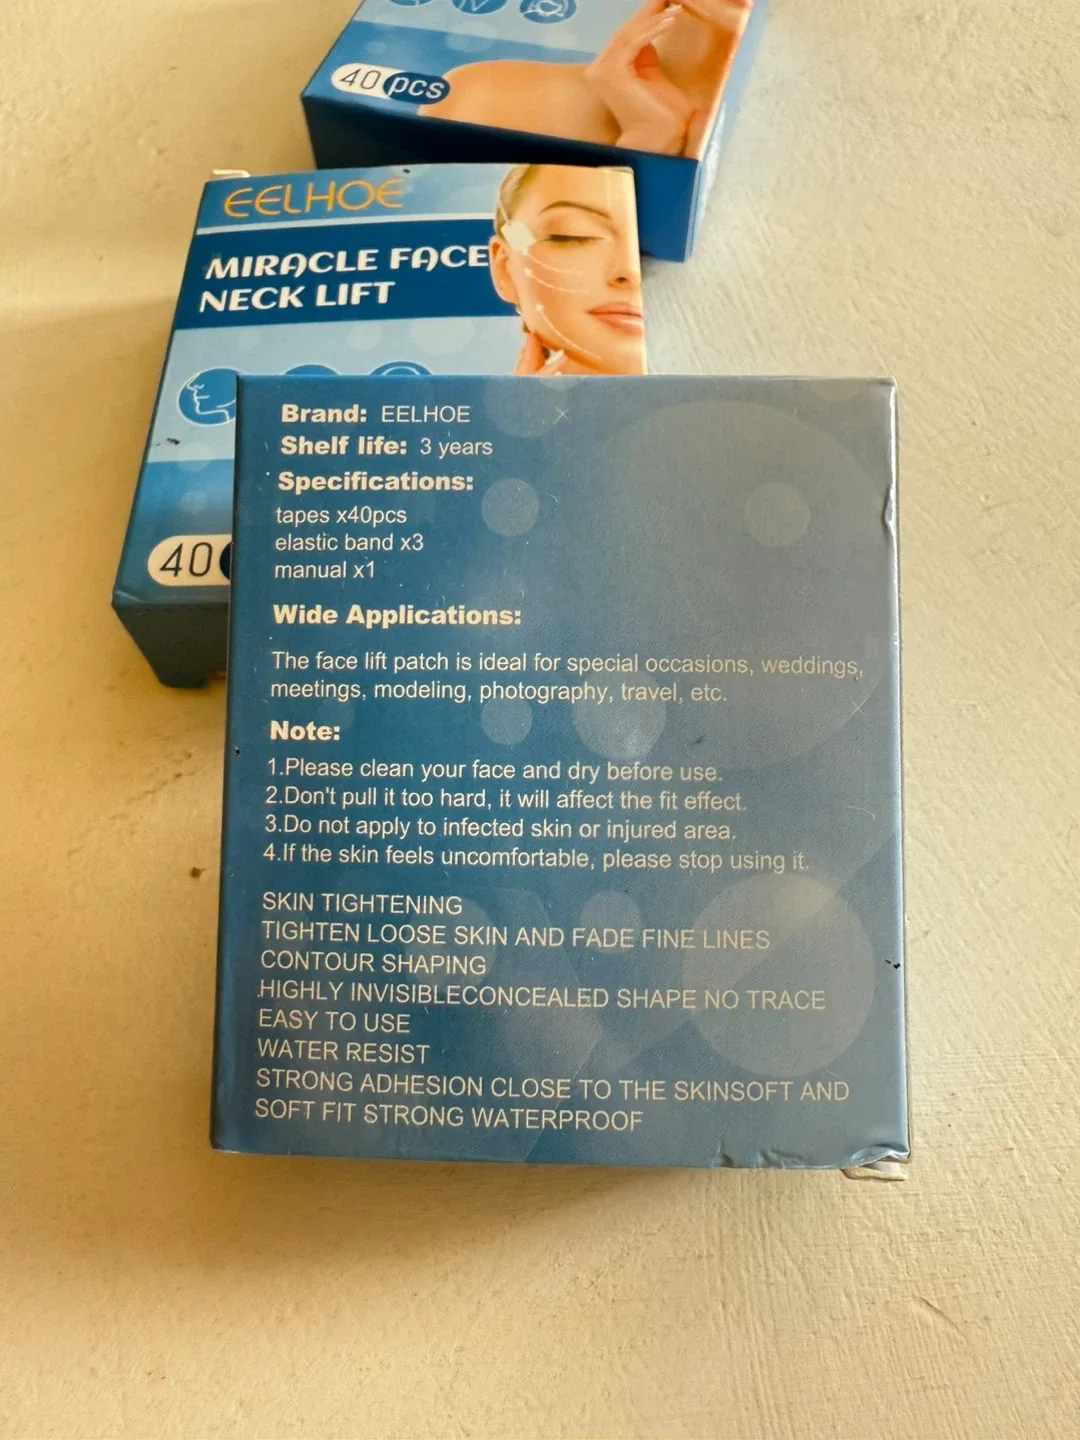 40 pcs
EELHOE
MIRACLE FACE
NECK LIFT
40
Brand: EELHOE
Shelf life: 3 years
Specifications:
tapes x40pcs
elastic band x3
manual x1
Wide Applications:
The face lift patch is ideal for special occasions, weddings,
meetings, modeling, photography, travel, etc.
Note:
1.Please clean your face and dry before use.
2.Don't pull it too hard, it will affect the fit effect.
3.Do not apply to infected skin or injured area.
4.If the skin feels uncomfortable, please stop using it.
SKIN TIGHTENING
TIGHTEN LOOSE SKIN AND FADE FINE LINES
CONTOUR SHAPING
HIGHLY INVISIBLECONCEALED SHAPE NO TRACE
EASY TO USE
WATER RESIST
STRONG ADHESION CLOSE TO THE SKINSOFT AND
SOFT FIT STRONG WATERPROOF